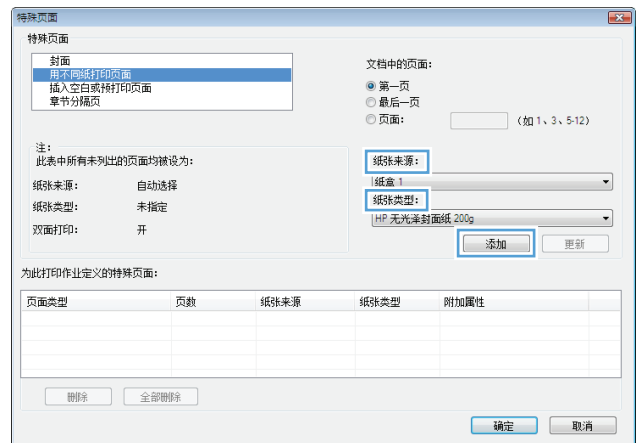 特殊页面
特殊页面
封面
用不同纸打印页面
插入空白或预打印页面
章节分隔页
文档中的页面:
第一页
最后一页
页面: (如 1、3、5-12)
注:
此表中所有未列出的页面均被设为:
纸张来源: 自动选择
纸张类型: 未指定
双面打印: 开
纸张来源:
纸盒 1
纸张类型:
HP 无光泽封面纸 200g
添加 更新
为此打印作业定义的特殊页面:
页面类型 页数 纸张来源 纸张类型 附加属性
删除 全部删除
确定 取消